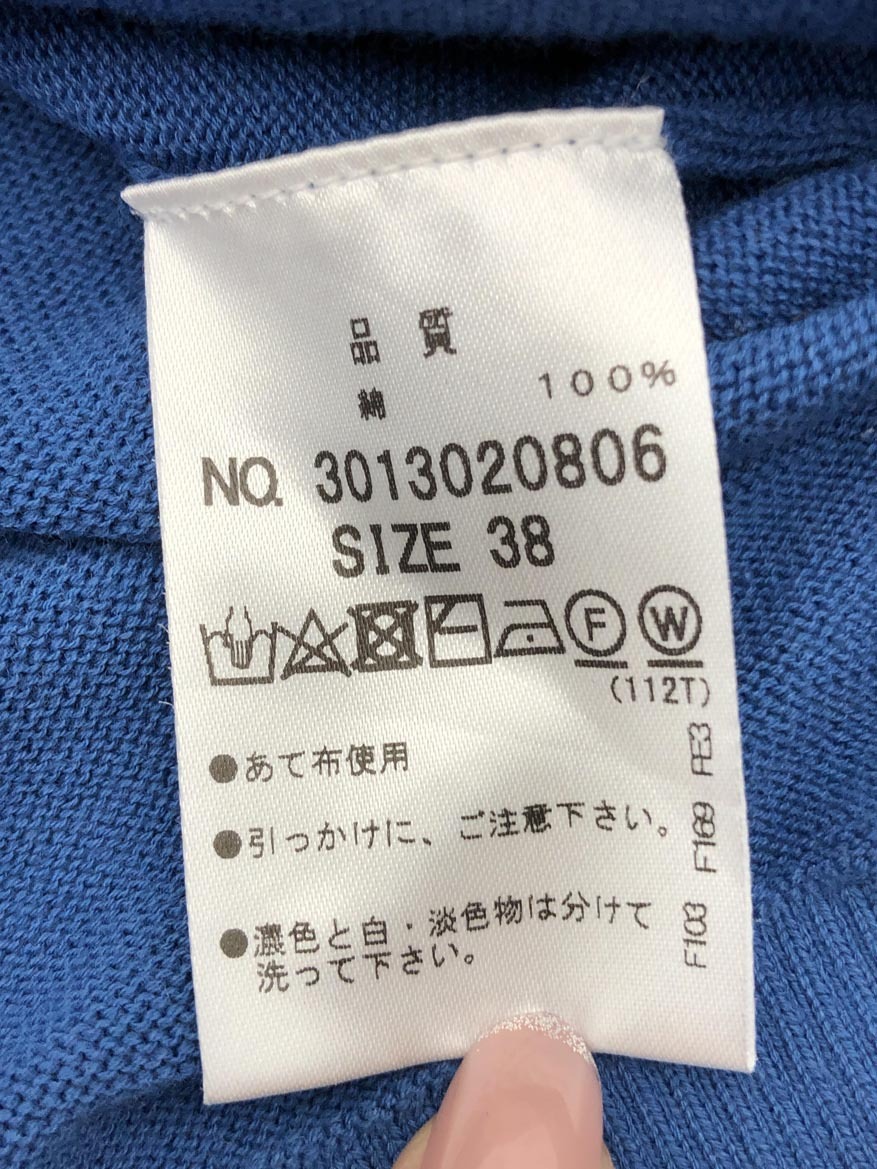 品質
綿 100%
NO. 3013020806
SIZE 38
F W
(112T)
●あて布使用
●引っかけに、ご注意下さい。
●濃色と白・淡色物は分けて
洗って下さい。
F103 F169 FE3